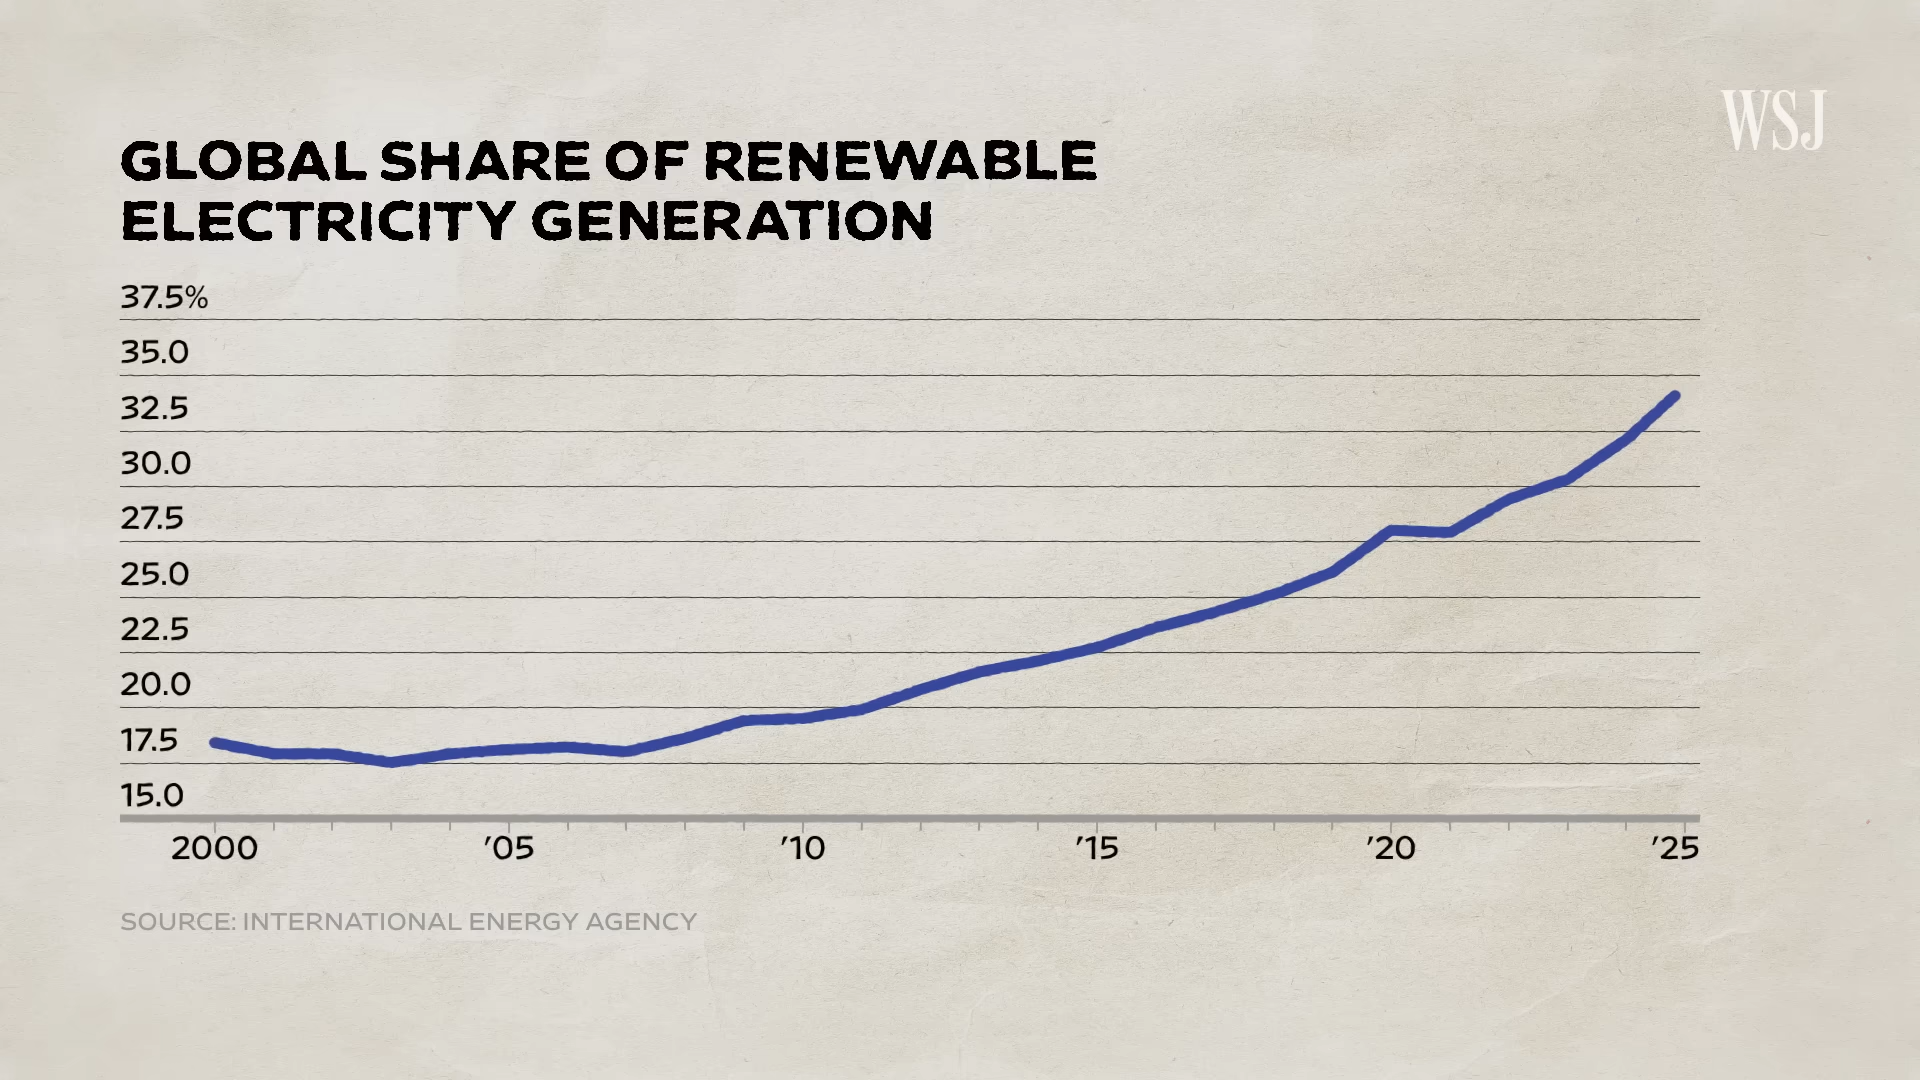 WSJ
GLOBAL SHARE OF RENEWABLE
ELECTRICITY GENERATION
37.5%
35.0
32.5
30.0
27.5
25.0
22.5
20.0
17.5
15.0
2000 ’05 ’10 ’15 ’20 ’25
SOURCE: INTERNATIONAL ENERGY AGENCY